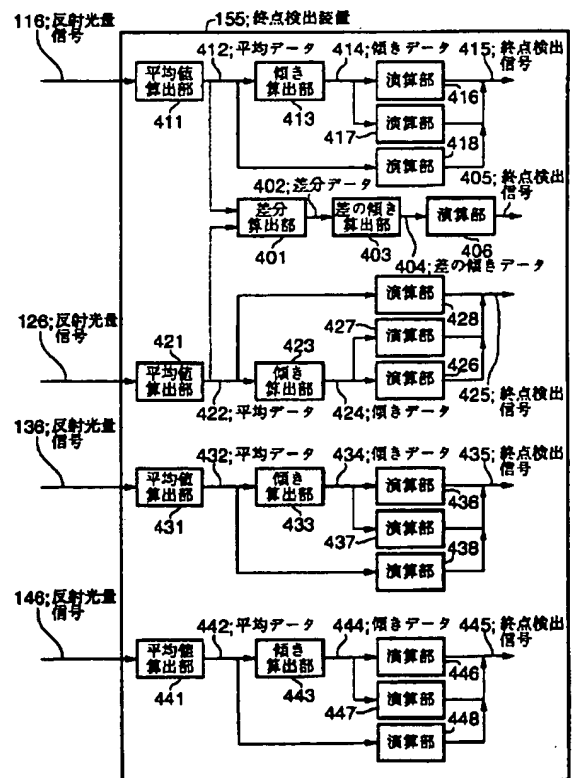 155;終点検出装置
116;反射光量
信号
412;平均データ
414;傾きデータ
415;終点検出
信号
平均値
算出部
411
傾き
算出部
413
演算部
416
417
演算部
418
演算部
402;差分データ
405;終点検出
信号
差分
算出部
401
差の傾き
算出部
403
演算部
406
404;差の傾きデータ
演算部
428
427
演算部
126;反射光量
信号
421
平均値
算出部
423
傾き
算出部
426
演算部
422;平均データ
424;傾きデータ
425;終点検出
信号
136;反射光量
信号
432;平均データ
434;傾きデータ
435;終点検出
信号
平均値
算出部
431
傾き
算出部
433
演算部
436
437
演算部
438
演算部
146;反射光量
信号
442;平均データ
444;傾きデータ
445;終点検出
信号
平均値
算出部
441
傾き
算出部
443
演算部
446
447
演算部
448
演算部